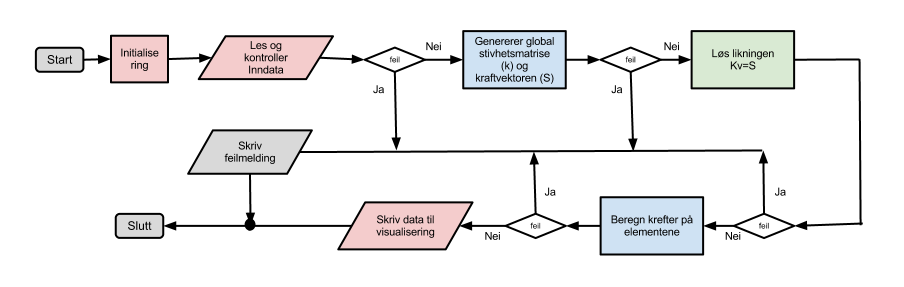 Start
Initialise
ring
Les og
kontroller
Inndata
feil
Nei
Ja
Genererer global
stivhetsmatrise
(k) og
kraftvektoren (S)
feil
Nei
Ja
Løs likningen
Kv=S
feil
Ja
Nei
Beregn krefter på
elementene
feil
Ja
Nei
Skriv data til
visualisering
Skriv
feilmelding
Slutt